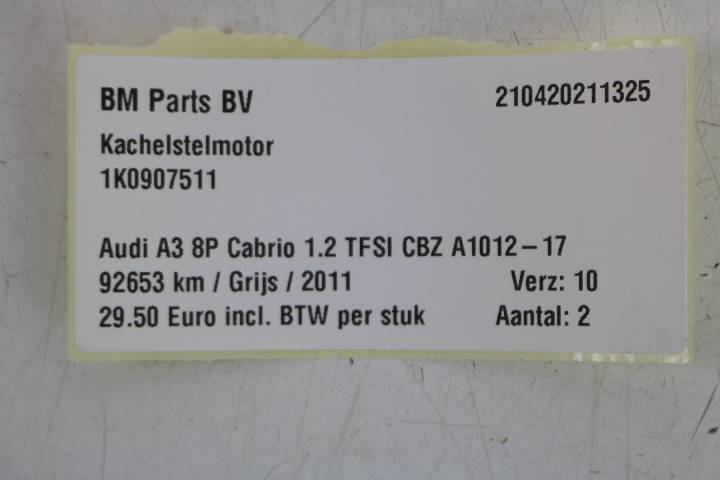 BM Parts BV 210420211325
Kachelstelmotor
1K0907511
Audi A3 8P Cabrio 1.2 TFSI CBZ A1012-17
92653 km / Grijs / 2011 Verz: 10
29.50 Euro incl. BTW per stuk Aantal: 2